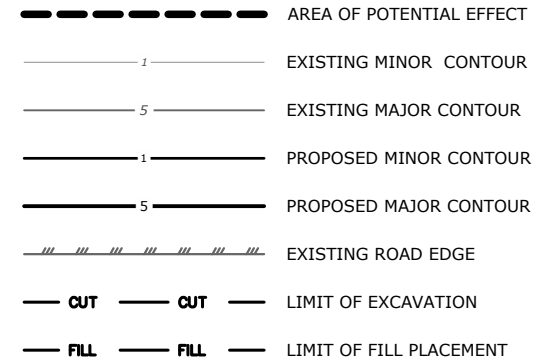 AREA OF POTENTIAL EFFECT
1 EXISTING MINOR CONTOUR
5 EXISTING MAJOR CONTOUR
1 PROPOSED MINOR CONTOUR
5 PROPOSED MAJOR CONTOUR
EXISTING ROAD EDGE
CUT CUT LIMIT OF EXCAVATION
FILL FILL LIMIT OF FILL PLACEMENT